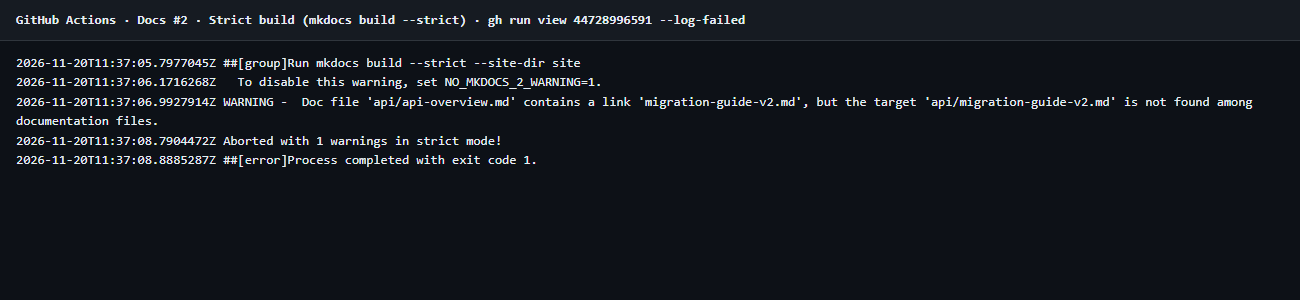 GitHub Actions · Docs #2 · Strict build (mkdocs build --strict) · gh run view 44728996591 --log-failed
2026-11-20T11:37:05.7977045Z ##[group]Run mkdocs build --strict --site-dir site
2026-11-20T11:37:06.1716268Z   To disable this warning, set NO_MKDOCS_2_WARNING=1.
2026-11-20T11:37:06.9927914Z WARNING -  Doc file 'api/api-overview.md' contains a link 'migration-guide-v2.md', but the target 'api/migration-guide-v2.md' is not found among
documentation files.
2026-11-20T11:37:08.7904472Z Aborted with 1 warnings in strict mode!
2026-11-20T11:37:08.8885287Z ##[error]Process completed with exit code 1.